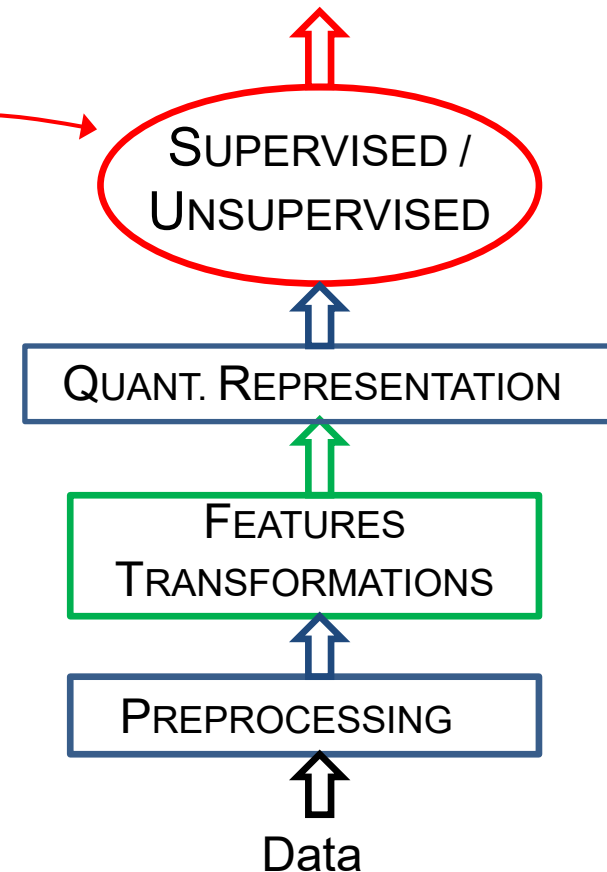 SUPERVISED /
UNSUPERVISED
QUANT. REPRESENTATION
FEATURES
TRANSFORMATIONS
PREPROCESSING
Data